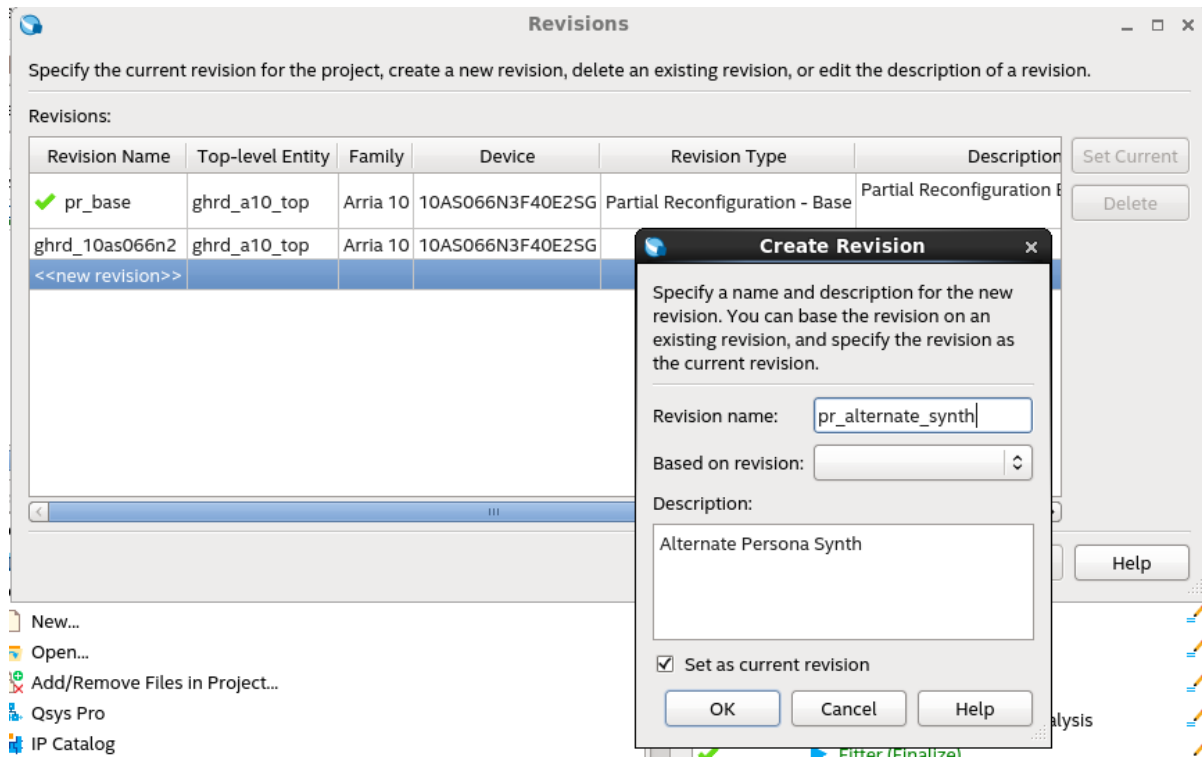 Revisions
Specify the current revision for the project, create a new revision, delete an existing revision, or edit the description of a revision.
Revisions:
Revision Name Top-level Entity Family Device Revision Type Description Set Current
pr_base ghrd_a10_top Arria 10 10AS066N3F40E2SG Partial Reconfiguration - Base Partial Reconfiguration Delete
ghrd_10as066n2 ghrd_a10_top Arria 10 10AS066N3F40E2SG
<<new revision>>
Create Revision
Specify a name and description for the new
revision. You can base the revision on an
existing revision, and specify the revision as
the current revision.
Revision name: pr_alternate_synth
Based on revision:
Description:
Alternate Persona Synth
Set as current revision
OK Cancel Help
Help
New...
Open...
Add/Remove Files in Project...
Qsys Pro
IP Catalog
Fitter (Finalize)